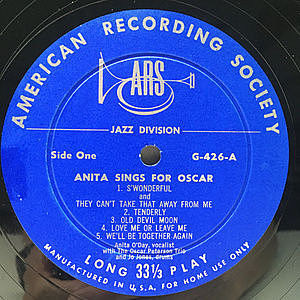 AMERICAN RECORDING SOCIETY
ARS
JAZZ DIVISION
Side One
G-426-A
ANITA SINGS FOR OSCAR
1. S'WONDERFUL
and
THEY CAN'T TAKE THAT AWAY FROM ME
2. TENDERLY
3. OLD DEVIL MOON
4. LOVE ME OR LEAVE ME
5. WE'LL BE TOGETHER AGAIN
Anita O'Day, vocalist
with The Oscar Peterson Trio
and Jo Jones, drums
LONG 33 1/3 PLAY
MANUFACTURED IN U.S.A. FOR HOME USE ONLY